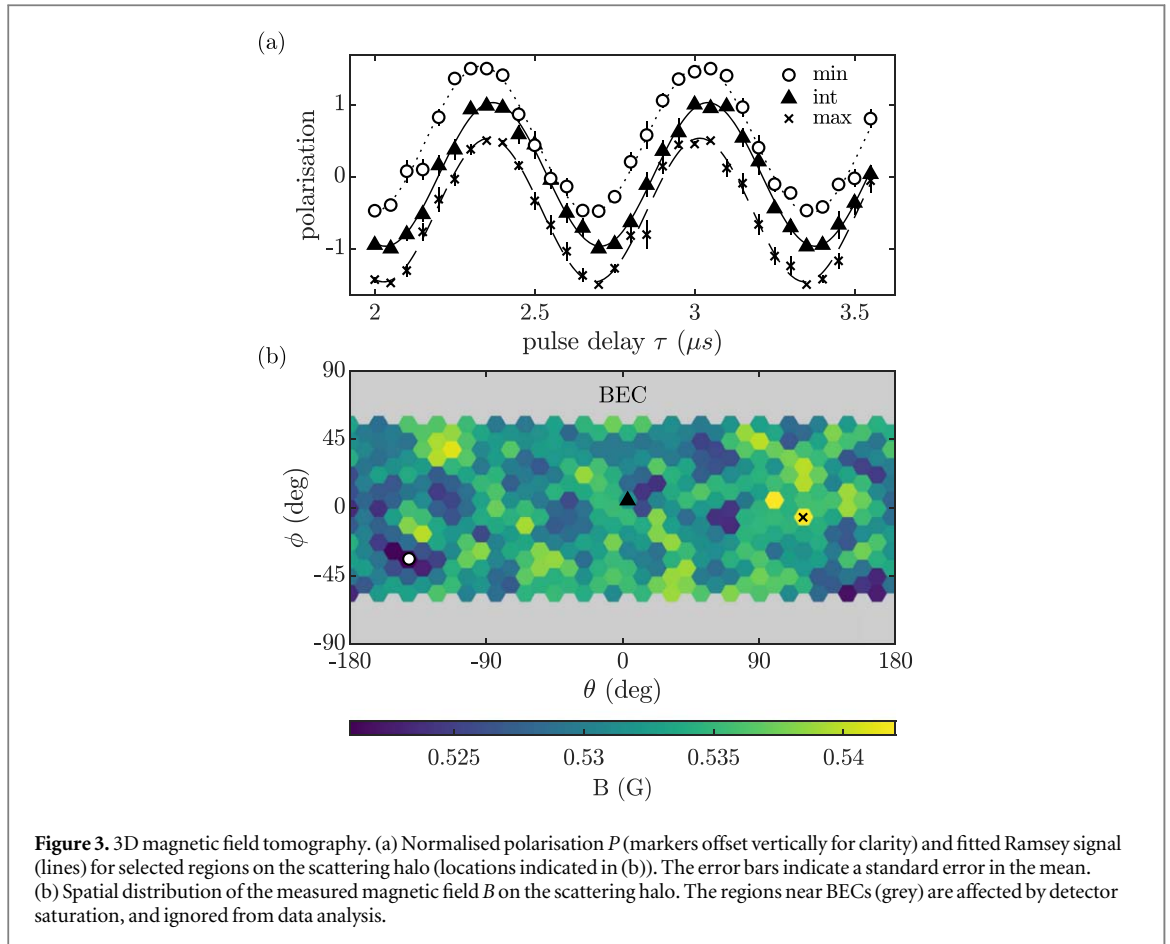 (a)
min
int
max
1
0
-1
polarisation
2
2.5
3
3.5
pulse delay τ (μs)
(b)
90
45
0
-45
-90
ϕ (deg)
BEC
-180
-90
0
90
180
θ (deg)
0.525
0.53
0.535
0.54
B (G)
Figure 3. 3D magnetic field tomography. (a) Normalised polarisation P (markers offset vertically for clarity) and fitted Ramsey signal
(lines) for selected regions on the scattering halo (locations indicated in (b)). The error bars indicate a standard error in the mean.
(b) Spatial distribution of the measured magnetic field B on the scattering halo. The regions near BECs (grey) are affected by detector
saturation, and ignored from data analysis.